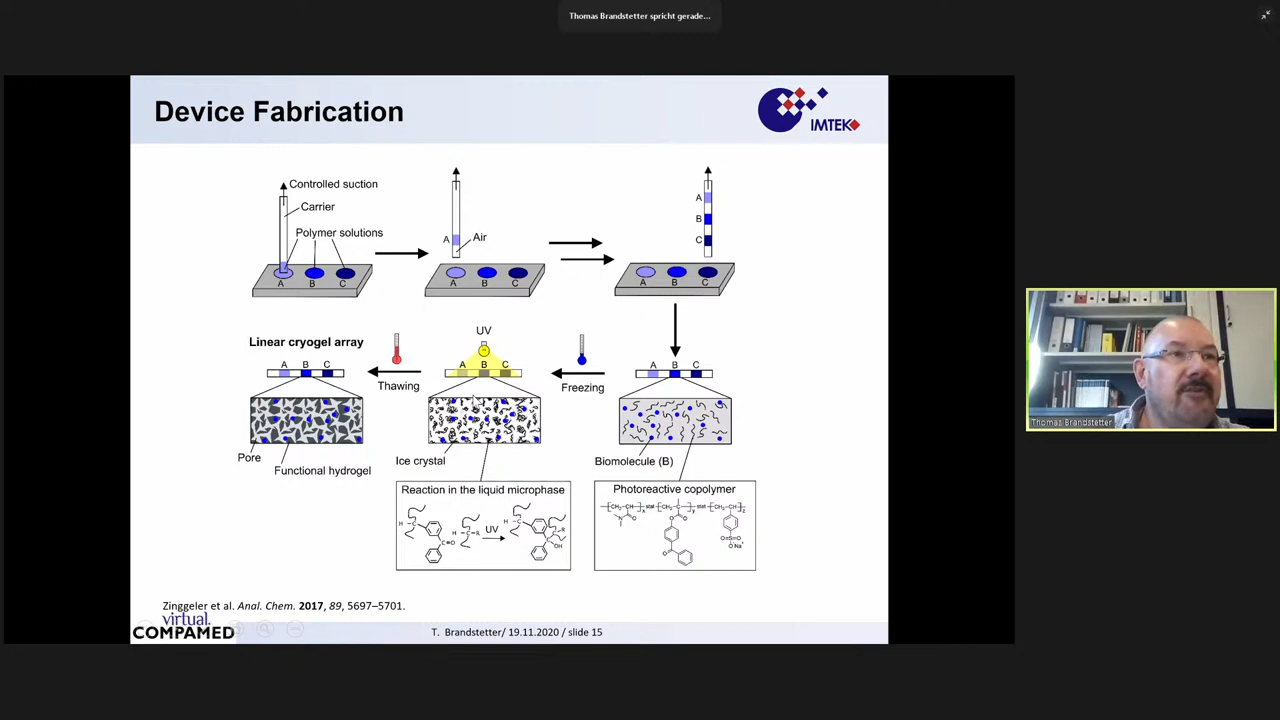 Thomas Brandstetter spricht gerade...
Device Fabrication
IMTEK
Controlled suction
Carrier
Polymer solutions
A B C
A
Air
A B C
A
B
C
A B C
Linear cryogel array
A B C
Thawing
UV
A B C
Freezing
A B C
Pore
Functional hydrogel
Ice crystal
Biomolecule (B)
Reaction in the liquid microphase
UV
Photoreactive copolymer
Zinggeler et al. Anal. Chem. 2017, 89, 5697–5701.
virtual.
COMPAMED
T. Brandstetter/ 19.11.2020 / slide 15
Thomas Brandstetter